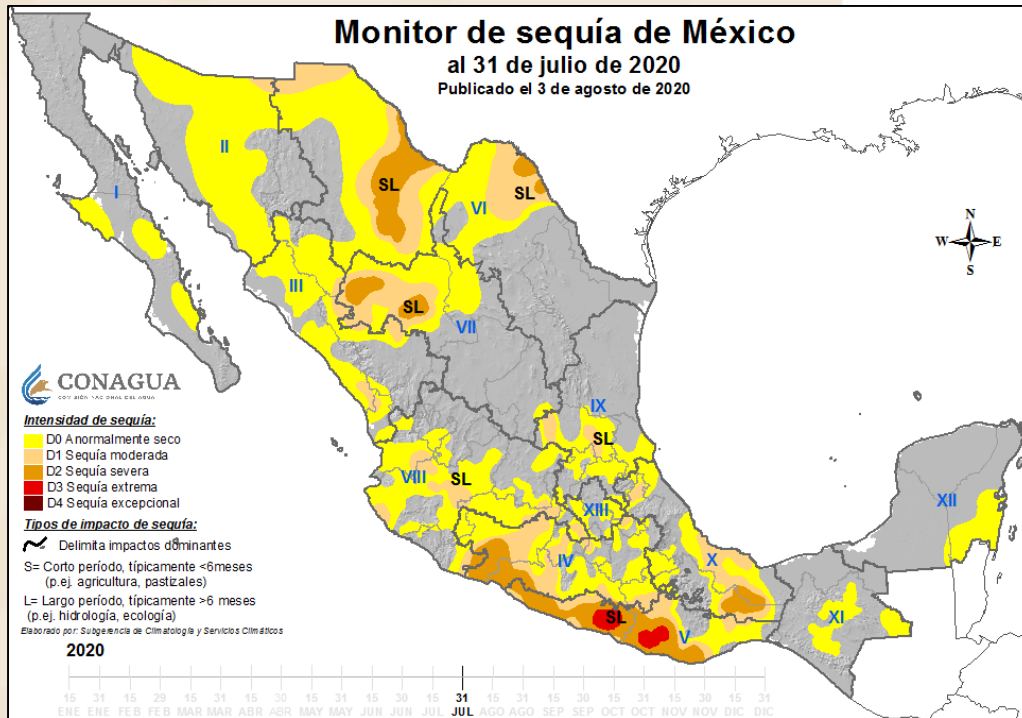 Monitor de sequía de México
al 31 de julio de 2020
Publicado el 3 de agosto de 2020
II
I
SL
SL
VI
N
W E
S
III
SL
VII
CONAGUA
COMISIÓN NACIONAL DEL AGUA
IX
SL
Intensidad de sequía:
D0 Anormalmente seco
D1 Sequía moderada
D2 Sequía severa
D3 Sequía extrema
D4 Sequía excepcional
VIII
SL
XII
XIII
Tipos de impacto de sequía:
Delimita impactos dominantes
S= Corto período, típicamente <6meses
(p.ej. agricultura, pastizales)
L= Largo período, típicamente >6 meses
(p.ej. hidrología, ecología)
IV
X
SL
V
XI
Elaborado por: Subgerencia de Climatología y Servicios Climáticos
2020
15 31 15 29 15 31 15 30 15 31 15 30 15 31 15 31 15 30 15 31 15 30 15 31
ENE ENE FEB FEB MAR MAR ABR ABR MAY MAY JUN JUN JUL JUL AGO AGO SEP SEP OCT OCT NOV NOV DIC DIC